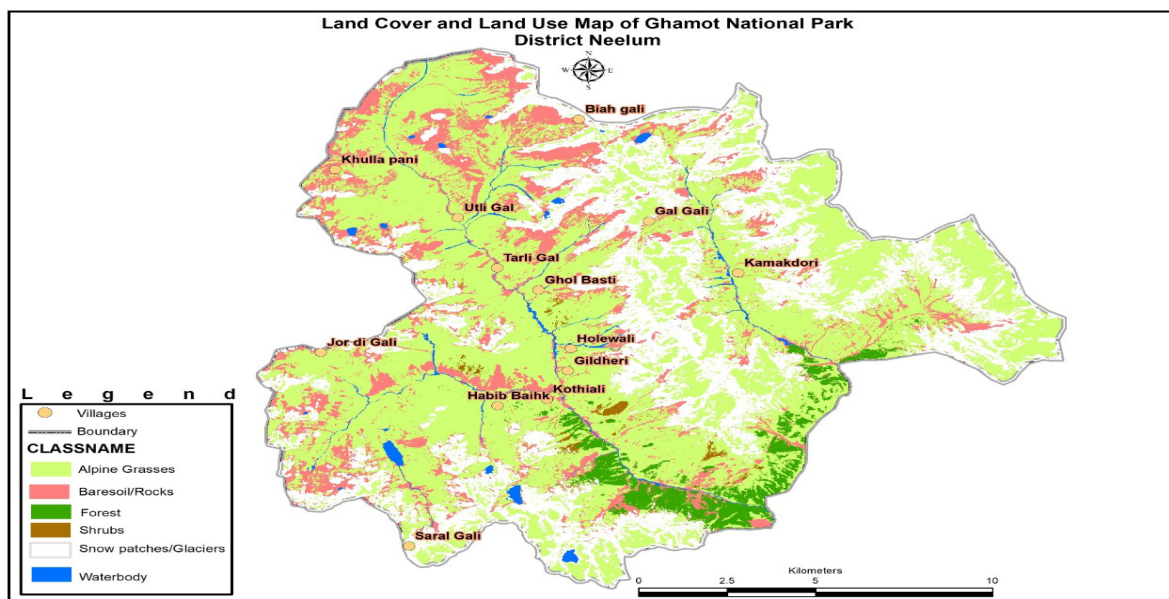 Land Cover and Land Use Map of Ghamot National Park
District Neelum
N
W E
S
Biah gali
Khulla pani
Utli Gal
Gal Gali
Tarli Gal
Kamakdori
Ghol Basti
Holewali
Jor di Gali
Gildheri
Kothiali
Habib Baihk
Saral Gali
Legend
Villages
Boundary
CLASSNAME
Alpine Grasses
Baresoil/Rocks
Forest
Shrubs
Snow patches/Glaciers
Waterbody
Kilometers
0 2.5 5 10